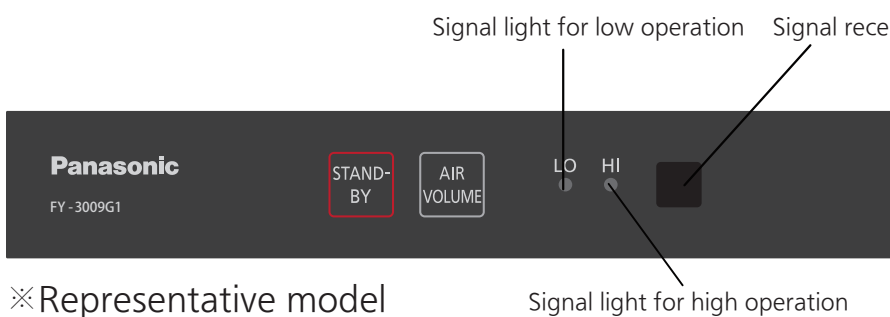 Signal light for low operation Signal rece
Panasonic
FY-3009G1
STAND-
BY
AIR
VOLUME
LO HI
※Representative model
Signal light for high operation